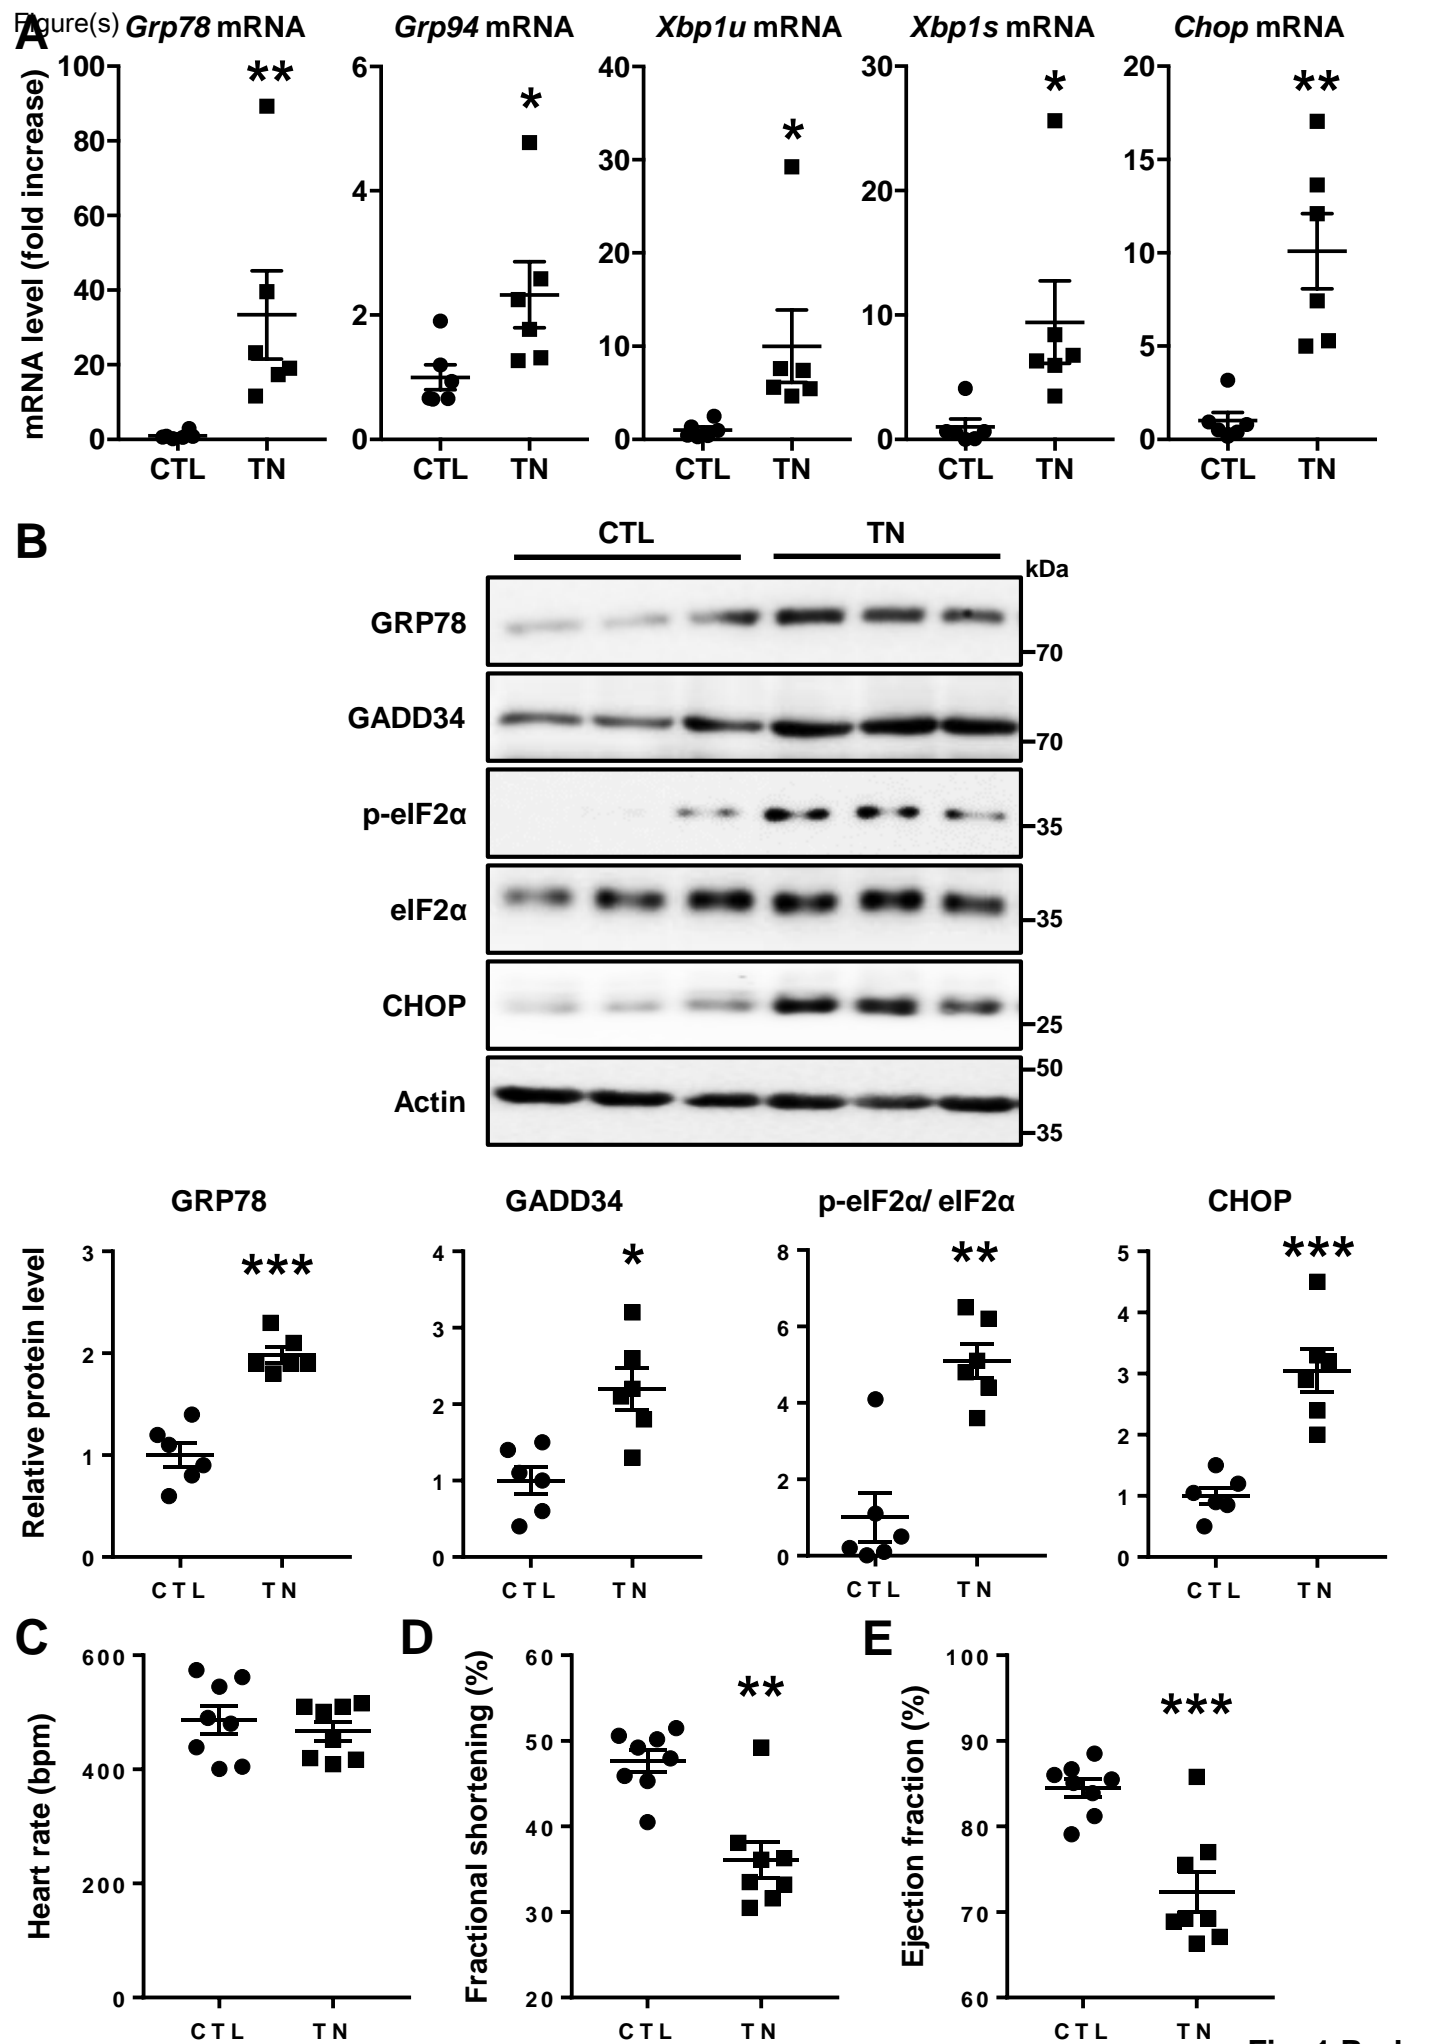 Figure(s)
A
Grp78 mRNA
Grp94 mRNA
Xbp1u mRNA
Xbp1s mRNA
Chop mRNA
mRNA level (fold increase)
100
80
60
40
20
0
**
CTL TN
6
4
2
0
*
CTL TN
40
30
20
10
0
*
CTL TN
30
20
10
0
*
CTL TN
20
15
10
5
0
**
CTL TN
B
CTL TN
kDa
GRP78
70
GADD34
70
p-eIF2α
35
eIF2α
35
CHOP
25
Actin
50
35
GRP78
GADD34
p-eIF2α/ eIF2α
CHOP
Relative protein level
3
2
1
0
***
CTL TN
4
3
2
1
0
*
CTL TN
8
6
4
2
0
**
CTL TN
5
4
3
2
1
0
***
CTL TN
C
Heart rate (bpm)
600
400
200
0
CTL TN
D
Fractional shortening (%)
60
50
40
30
20
**
CTL TN
E
Ejection fraction (%)
100
90
80
70
60
***
CTL TN